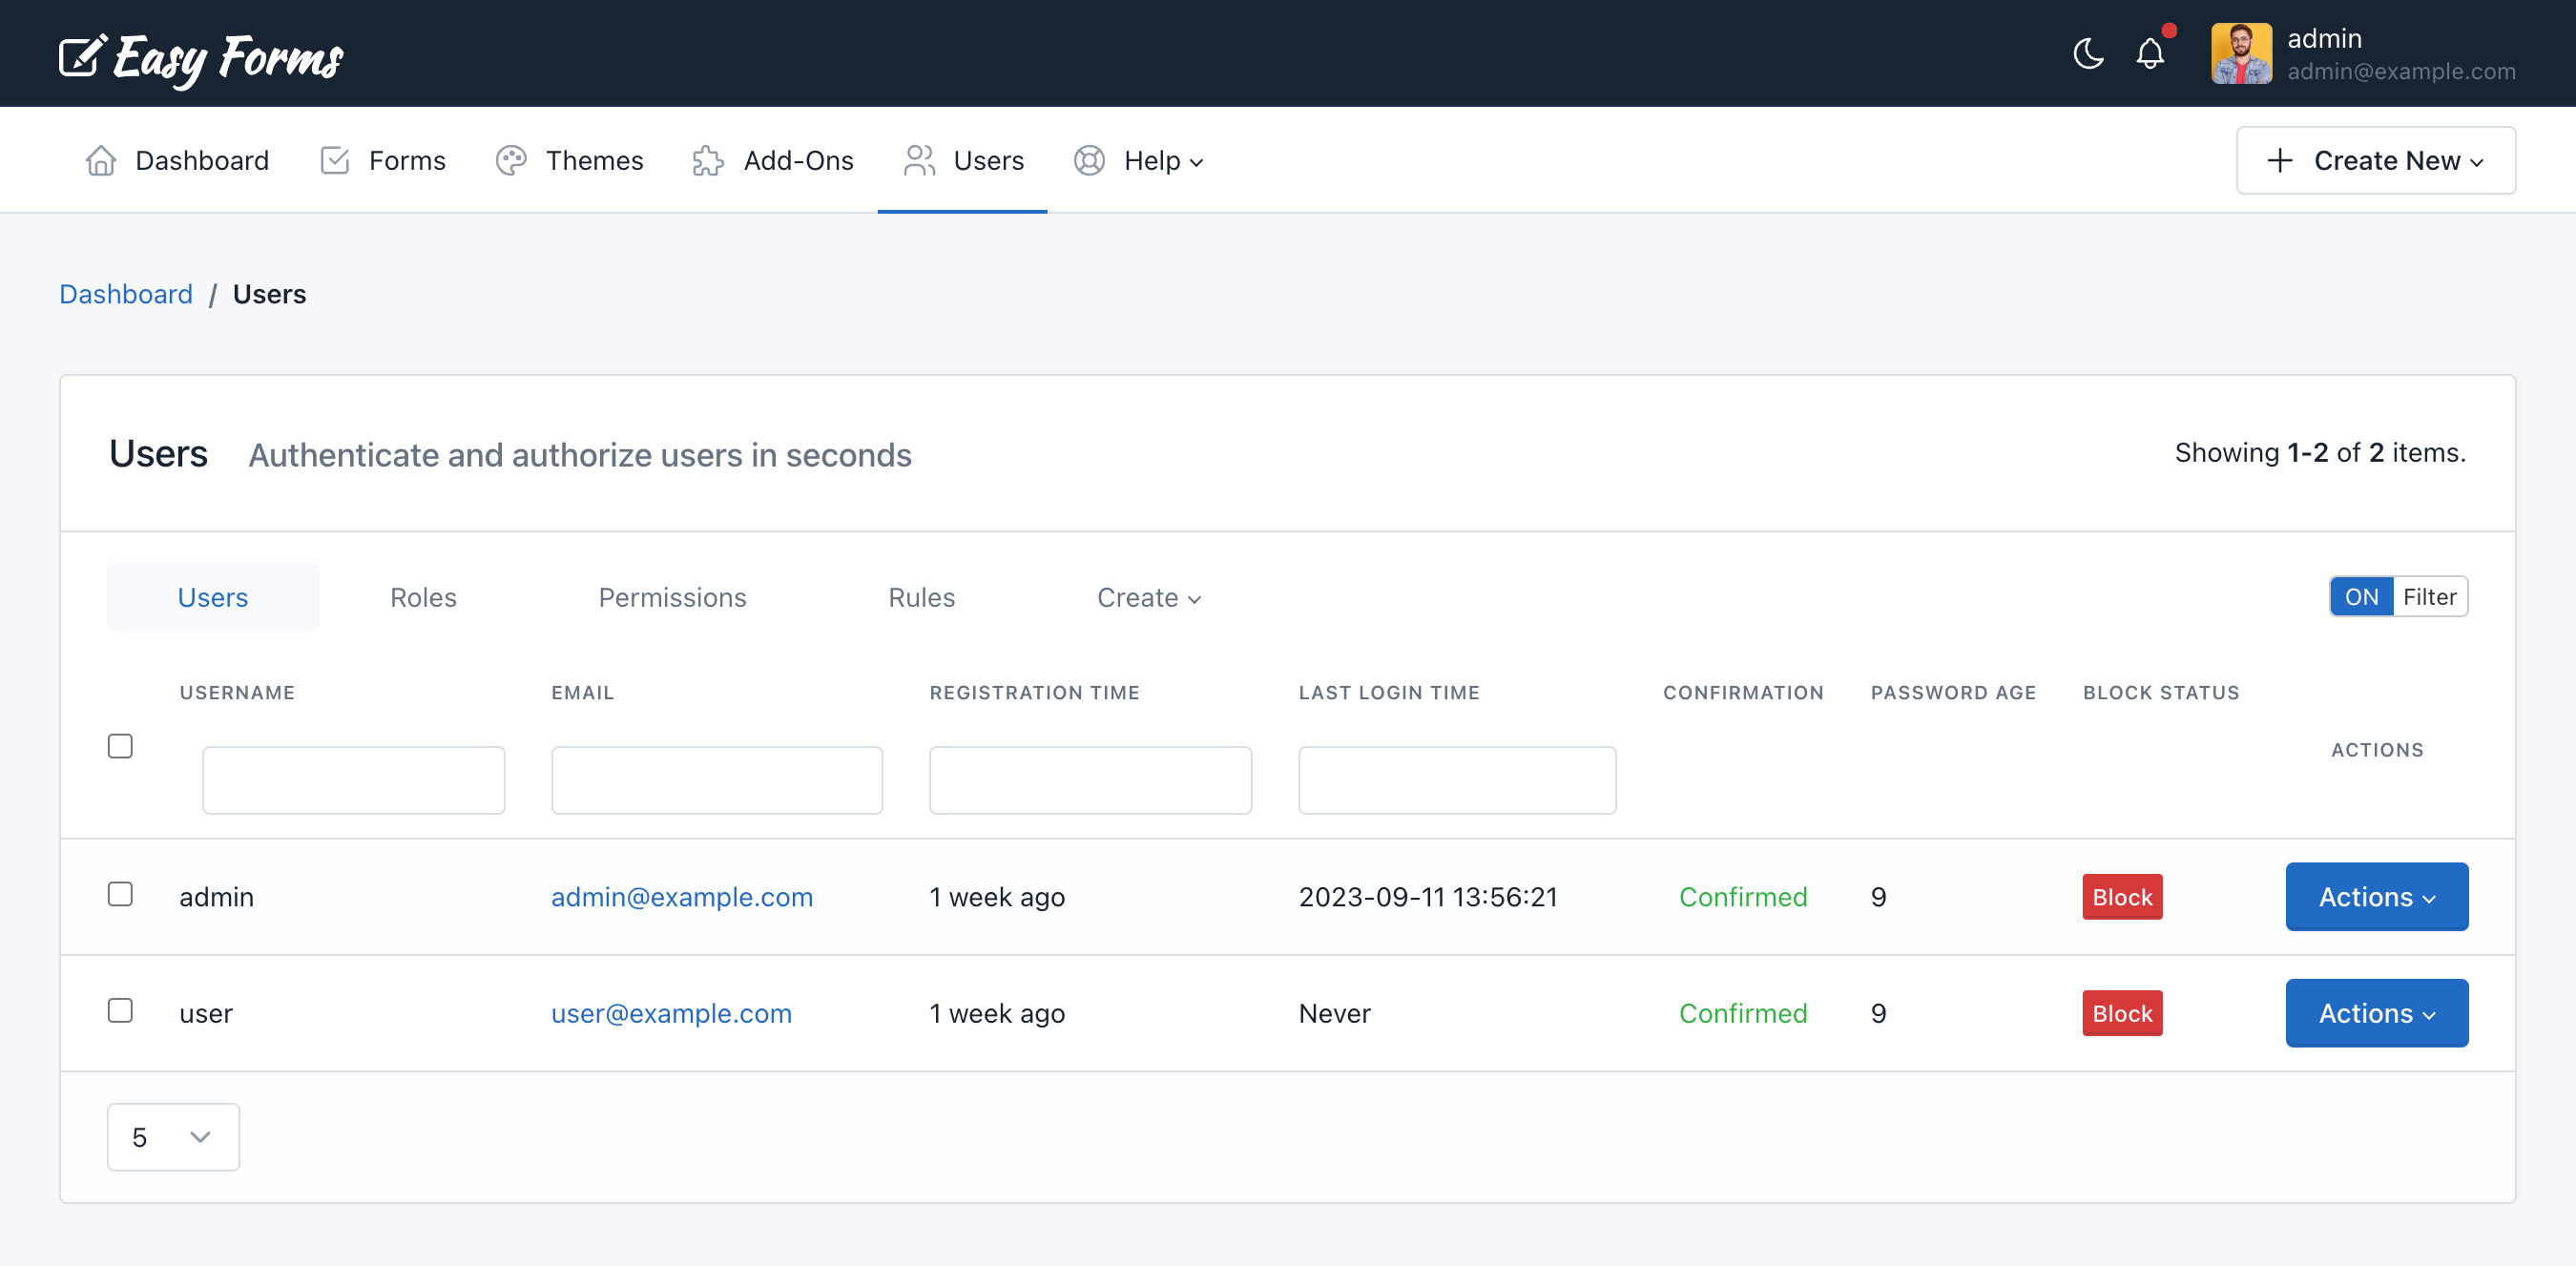 Easy Forms
admin
admin@example.com
Dashboard Forms Themes Add-Ons Users Help Create New
Dashboard / Users
Users Authenticate and authorize users in seconds Showing 1-2 of 2 items.
Users Roles Permissions Rules Create ON Filter
USERNAME EMAIL REGISTRATION TIME LAST LOGIN TIME CONFIRMATION PASSWORD AGE BLOCK STATUS
ACTIONS
admin admin@example.com 1 week ago 2023-09-11 13:56:21 Confirmed 9 Block Actions
user user@example.com 1 week ago Never Confirmed 9 Block Actions
5